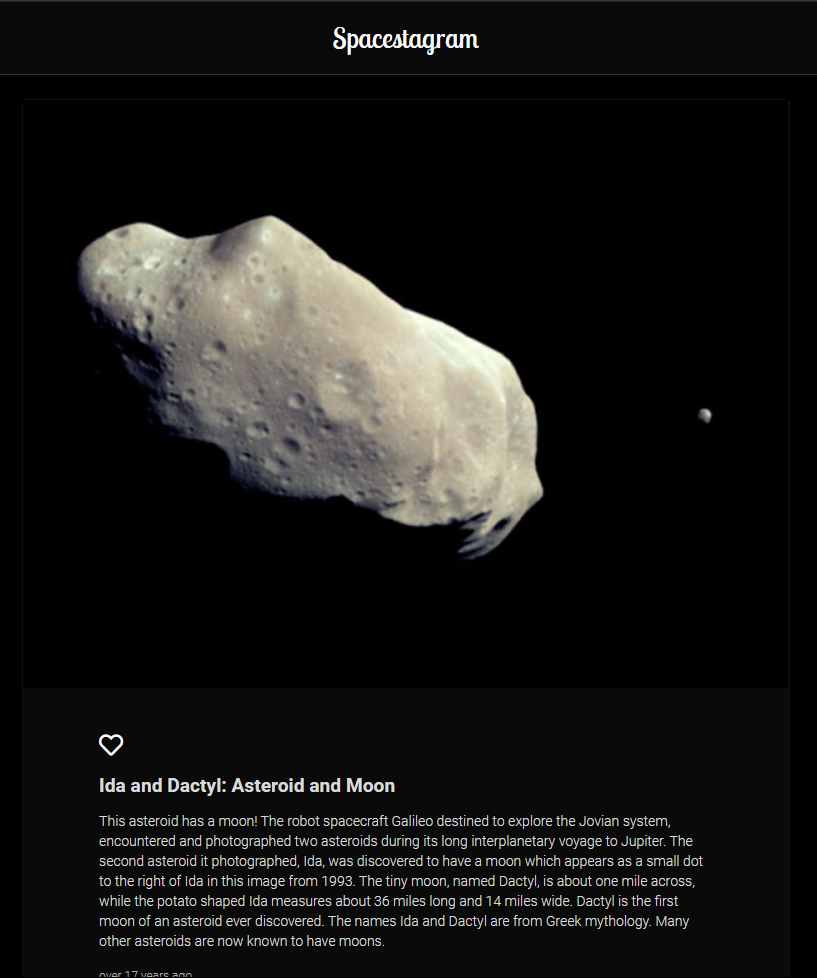 Spacestagram
Ida and Dactyl: Asteroid and Moon
This asteroid has a moon! The robot spacecraft Galileo destined to explore the Jovian system,
encountered and photographed two asteroids during its long interplanetary voyage to Jupiter. The
second asteroid it photographed, Ida, was discovered to have a moon which appears as a small dot
to the right of Ida in this image from 1993. The tiny moon, named Dactyl, is about one mile across,
while the potato shaped Ida measures about 36 miles long and 14 miles wide. Dactyl is the first
moon of an asteroid ever discovered. The names Ida and Dactyl are from Greek mythology. Many
other asteroids are now known to have moons.
over 17 years ago